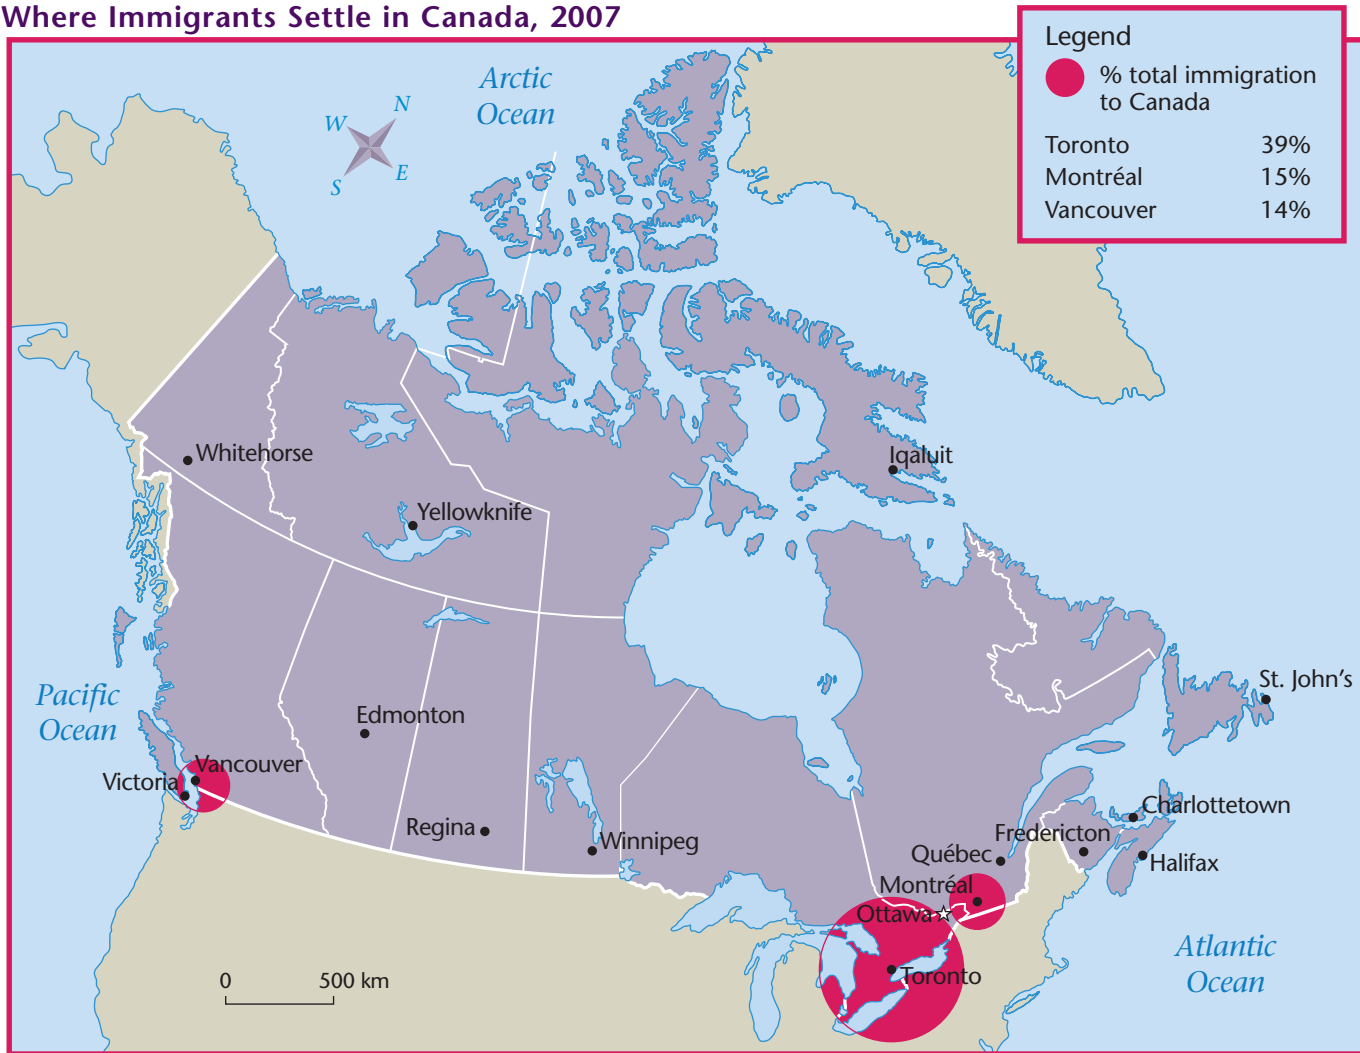 Where Immigrants Settle in Canada, 2007
Legend
% total immigration
to Canada
Toronto 39%
Montréal 15%
Vancouver 14%
Arctic
Ocean
N
W
E
S
Whitehorse
Iqaluit
Yellowknife
Pacific
Ocean
St. John's
Edmonton
Vancouver
Victoria
Charlottetown
Regina
Winnipeg
Fredericton
Québec
Halifax
Montréal
Ottawa
Atlantic
Ocean
Toronto
0 500 km